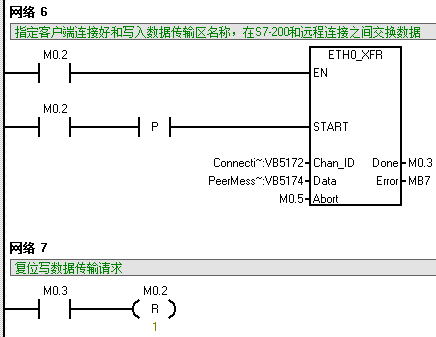 网络 6
指定客户端连接好和写入数据传输区名称，在S7-200和远程连接之间交换数据
M0.2
ETH0_XFR
EN
M0.2
P
START
Connecti~:VB5172 Chan_ID Done M0.3
PeerMess~:VB5174 Data Error MB7
M0.5 Abort
网络 7
复位写数据传输请求
M0.3 M0.2
R
1